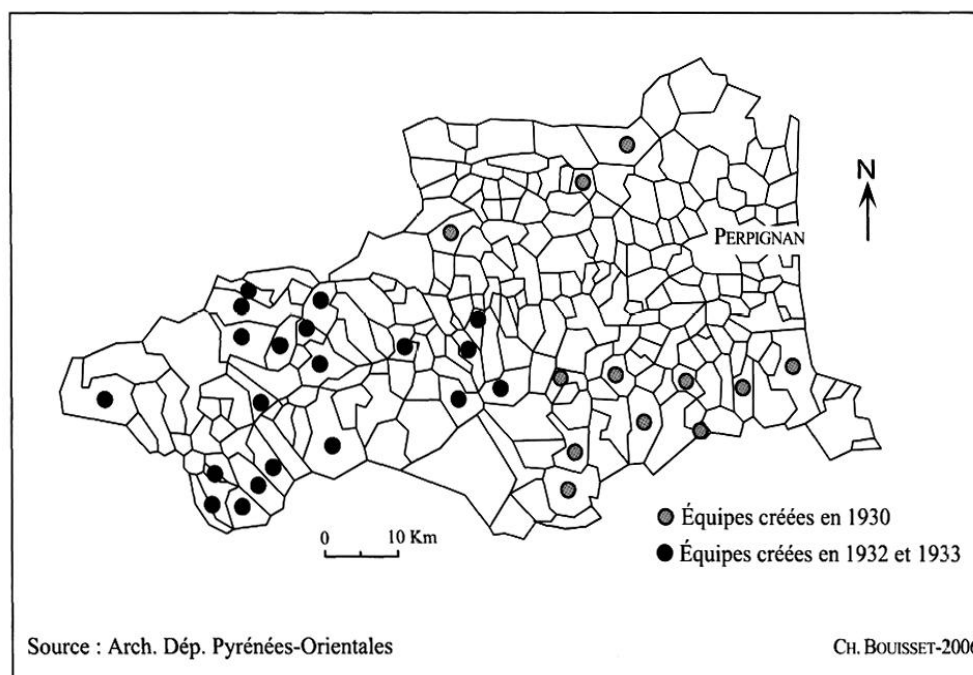 N
PERPIGNAN
Équipes créées en 1930
0 10 Km
Équipes créées en 1932 et 1933
Source : Arch. Dép. Pyrénées-Orientales
CH. BOUISSET-2006